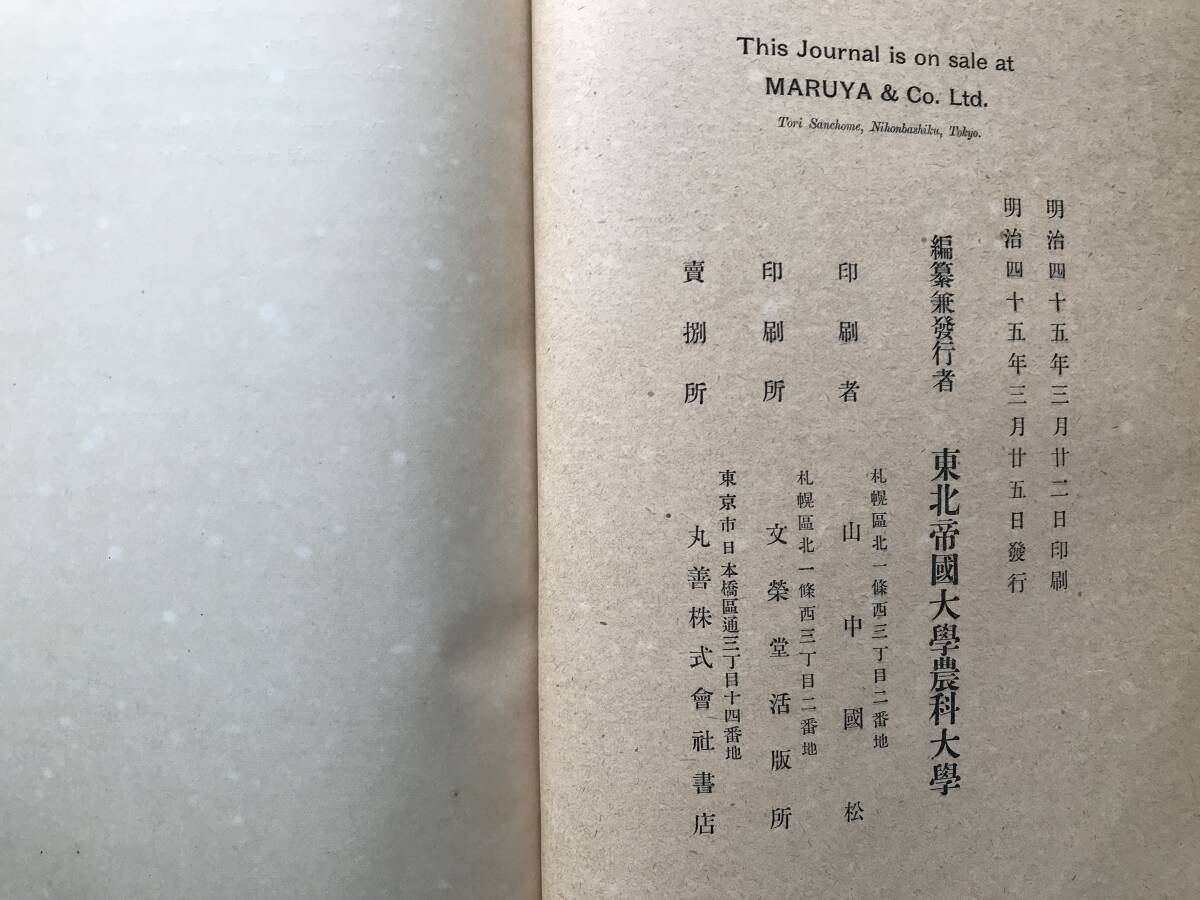 This Journal is on sale at
MARUYA & Co. Ltd.
Tori Sanchome, Nihonbashiku, Tokyo.
明治四十五年三月廿二日印刷
明治四十五年三月廿五日發行
編纂兼發行者 東北帝國大學農科大學
札幌區北一條西三丁目二番地
印刷者 山中國松
札幌區北一條西三丁目二番地
印刷所 文榮堂活版所
東京市日本橋區通三丁目十四番地
賣捌所 丸善株式會社書店